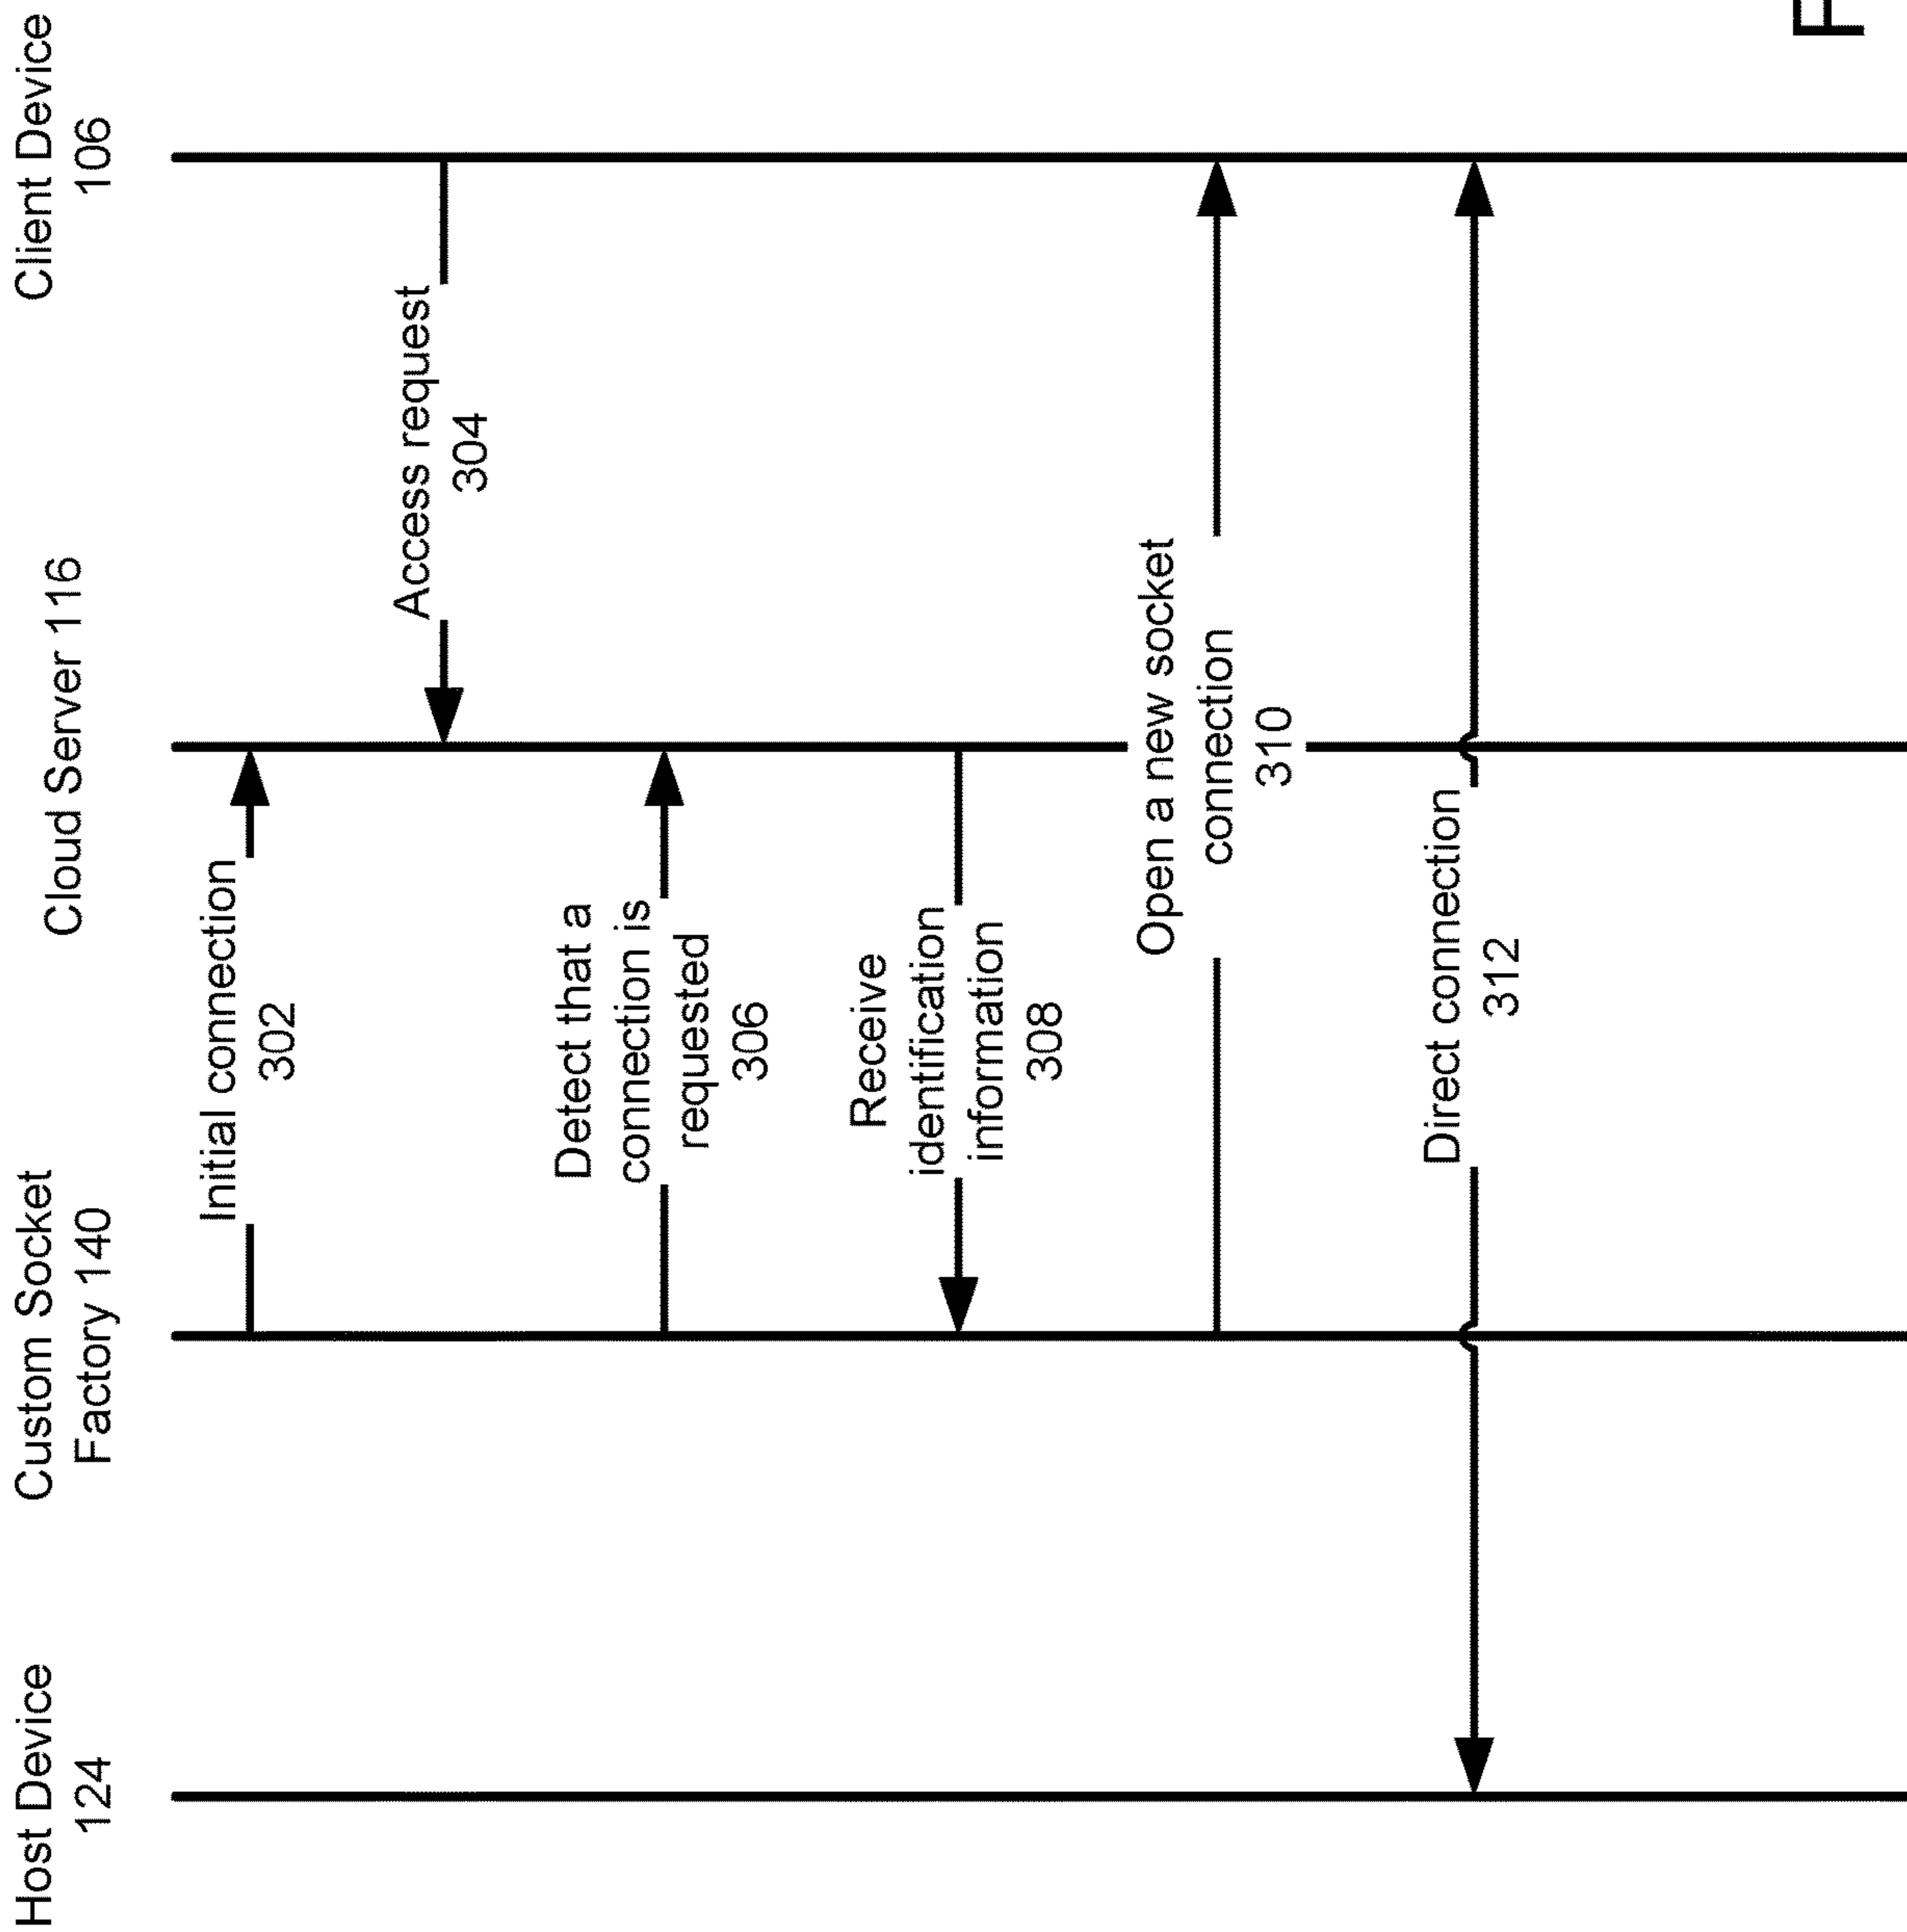 Host Device
124
Custom Socket
Factory 140
Cloud Server 116
Client Device
106
Initial connection
302
Access request
304
Detect that a
connection is
requested
306
Receive
identification
information
308
Open a new socket
connection
310
Direct connection
312